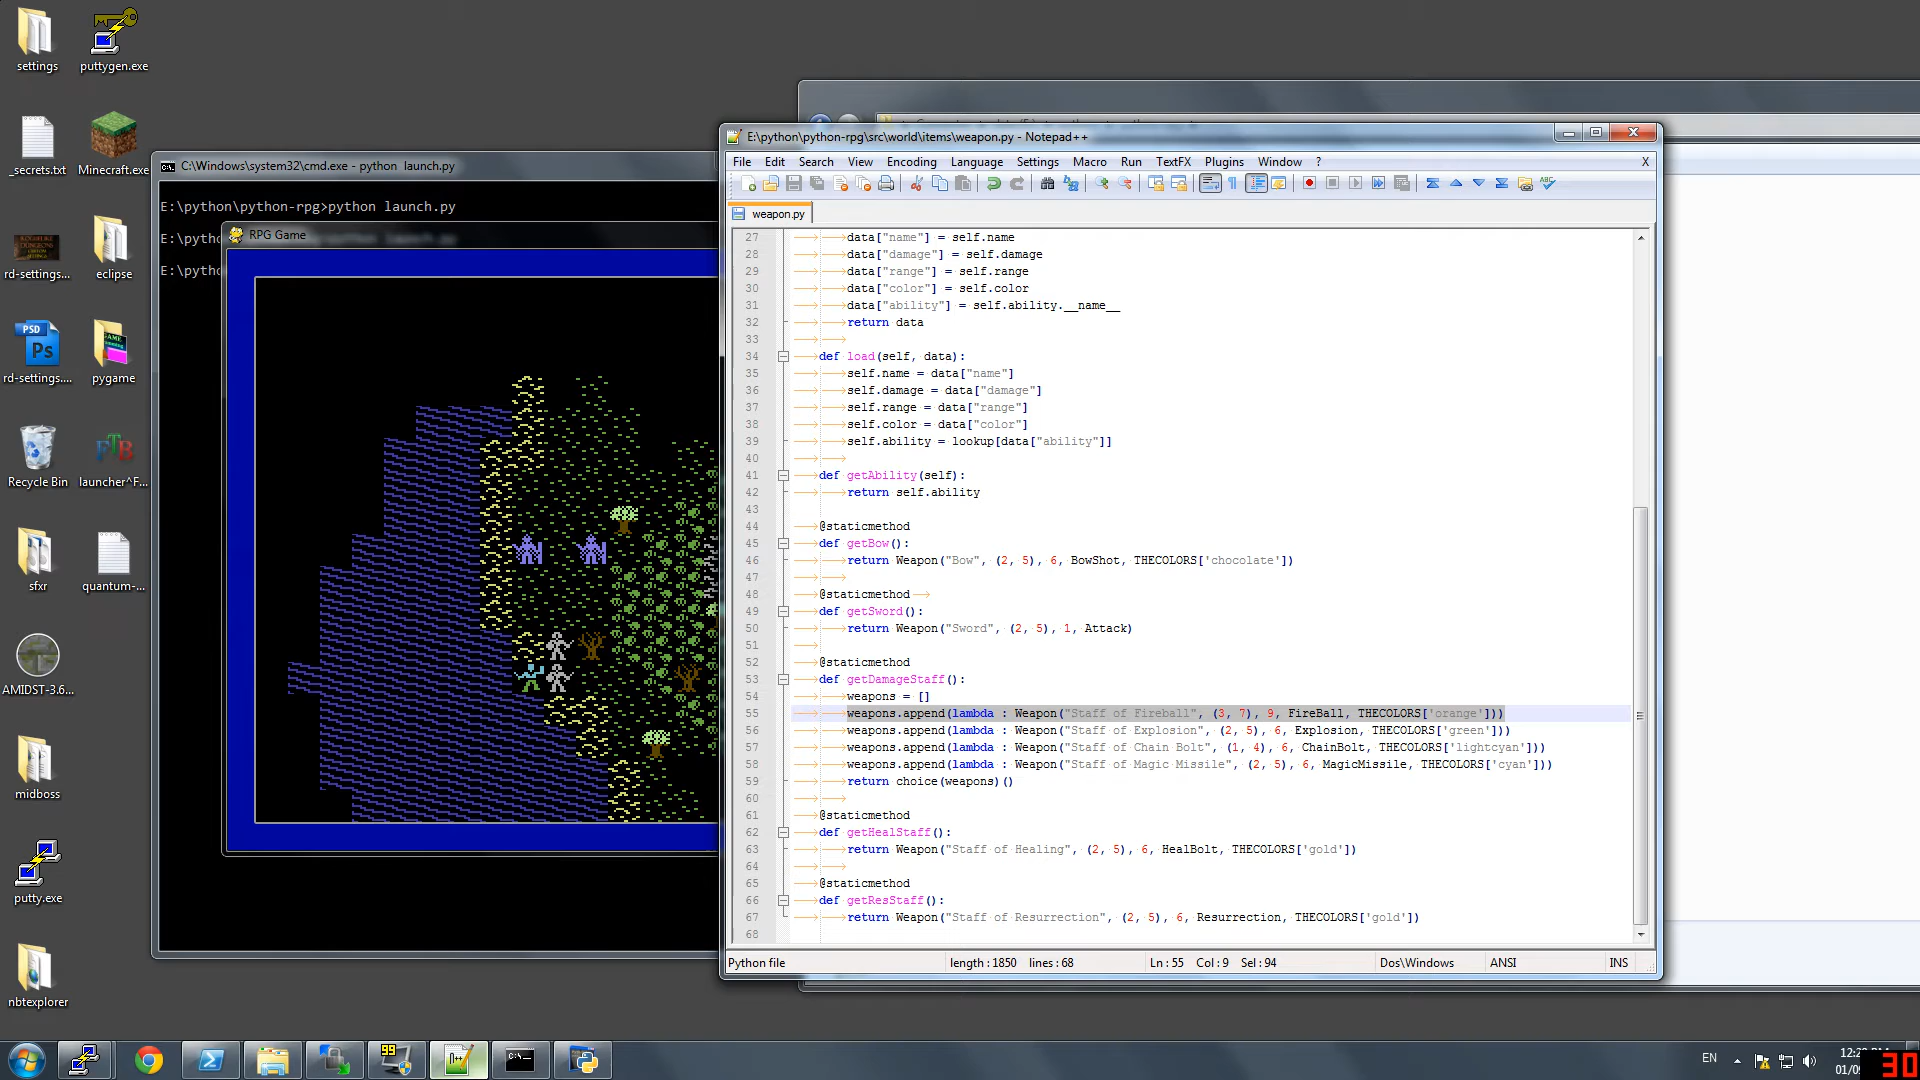 settings
puttygen.exe
_secrets.txt
Minecraft.exe
rd-settings...
eclipse
PSD
Ps
rd-settings....
pygame
FTB
Recycle Bin
launcher^F...
sfxr
quantum-...
AMIDST-3.6...
midboss
putty.exe
nbtexplorer
C:\Windows\system32\cmd.exe - python  launch.py
E:\python\python-rpg>python launch.py
E:\pytho
E:\pytho
RPG Game
E:\python\python-rpg\src\world\items\weapon.py - Notepad++
File Edit Search View Encoding Language Settings Macro Run TextFX Plugins Window ? X
weapon.py
27 data["name"] = self.name
28 data["damage"] = self.damage
29 data["range"] = self.range
30 data["color"] = self.color
31 data["ability"] = self.ability.__name__
32 return data
33
34 def load(self, data):
35 self.name = data["name"]
36 self.damage = data["damage"]
37 self.range = data["range"]
38 self.color = data["color"]
39 self.ability = lookup[data["ability"]]
40
41 def getAbility(self):
42 return self.ability
43
44 @staticmethod
45 def getBow():
46 return Weapon("Bow", (2, 5), 6, BowShot, THECOLORS['chocolate'])
47
48 @staticmethod
49 def getSword():
50 return Weapon("Sword", (2, 5), 1, Attack)
51
52 @staticmethod
53 def getDamageStaff():
54 weapons = []
55 weapons.append(lambda : Weapon("Staff of Fireball", (3, 7), 9, FireBall, THECOLORS['orange']))
56 weapons.append(lambda : Weapon("Staff of Explosion", (2, 5), 6, Explosion, THECOLORS['green']))
57 weapons.append(lambda : Weapon("Staff of Chain Bolt", (1, 4), 6, ChainBolt, THECOLORS['lightcyan']))
58 weapons.append(lambda : Weapon("Staff of Magic Missile", (2, 5), 6, MagicMissile, THECOLORS['cyan']))
59 return choice(weapons)()
60
61 @staticmethod
62 def getHealStaff():
63 return Weapon("Staff of Healing", (2, 5), 6, HealBolt, THECOLORS['gold'])
64
65 @staticmethod
66 def getResStaff():
67 return Weapon("Staff of Resurrection", (2, 5), 6, Resurrection, THECOLORS['gold'])
68
Python file length : 1850 lines : 68 Ln : 55 Col : 9 Sel : 94 Dos\Windows ANSI INS
99
C:\
EN
30